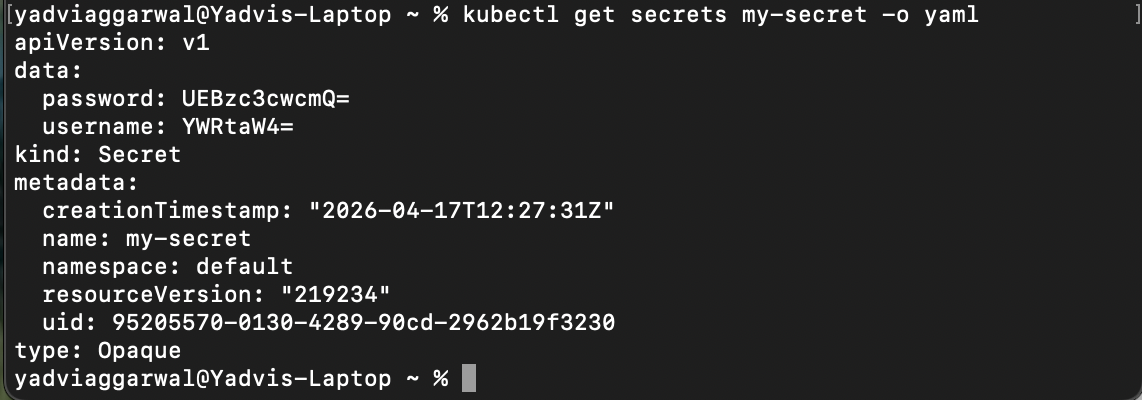 [yadviaggarwal@Yadvis-Laptop ~ % kubectl get secrets my-secret -o yaml ]
apiVersion: v1
data:
  password: UEBzc3cwcmQ=
  username: YWRtaW4=
kind: Secret
metadata:
  creationTimestamp: "2026-04-17T12:27:31Z"
  name: my-secret
  namespace: default
  resourceVersion: "219234"
  uid: 95205570-0130-4289-90cd-2962b19f3230
type: Opaque
yadviaggarwal@Yadvis-Laptop ~ %